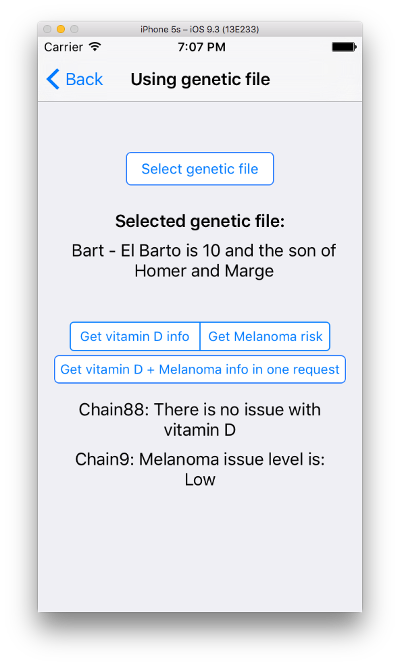 iPhone 5s – iOS 9.3 (13E233)
Carrier 7:07 PM
Back Using genetic file
Select genetic file
Selected genetic file:
Bart - El Barto is 10 and the son of
Homer and Marge
Get vitamin D info Get Melanoma risk
Get vitamin D + Melanoma info in one request
Chain88: There is no issue with
vitamin D
Chain9: Melanoma issue level is:
Low